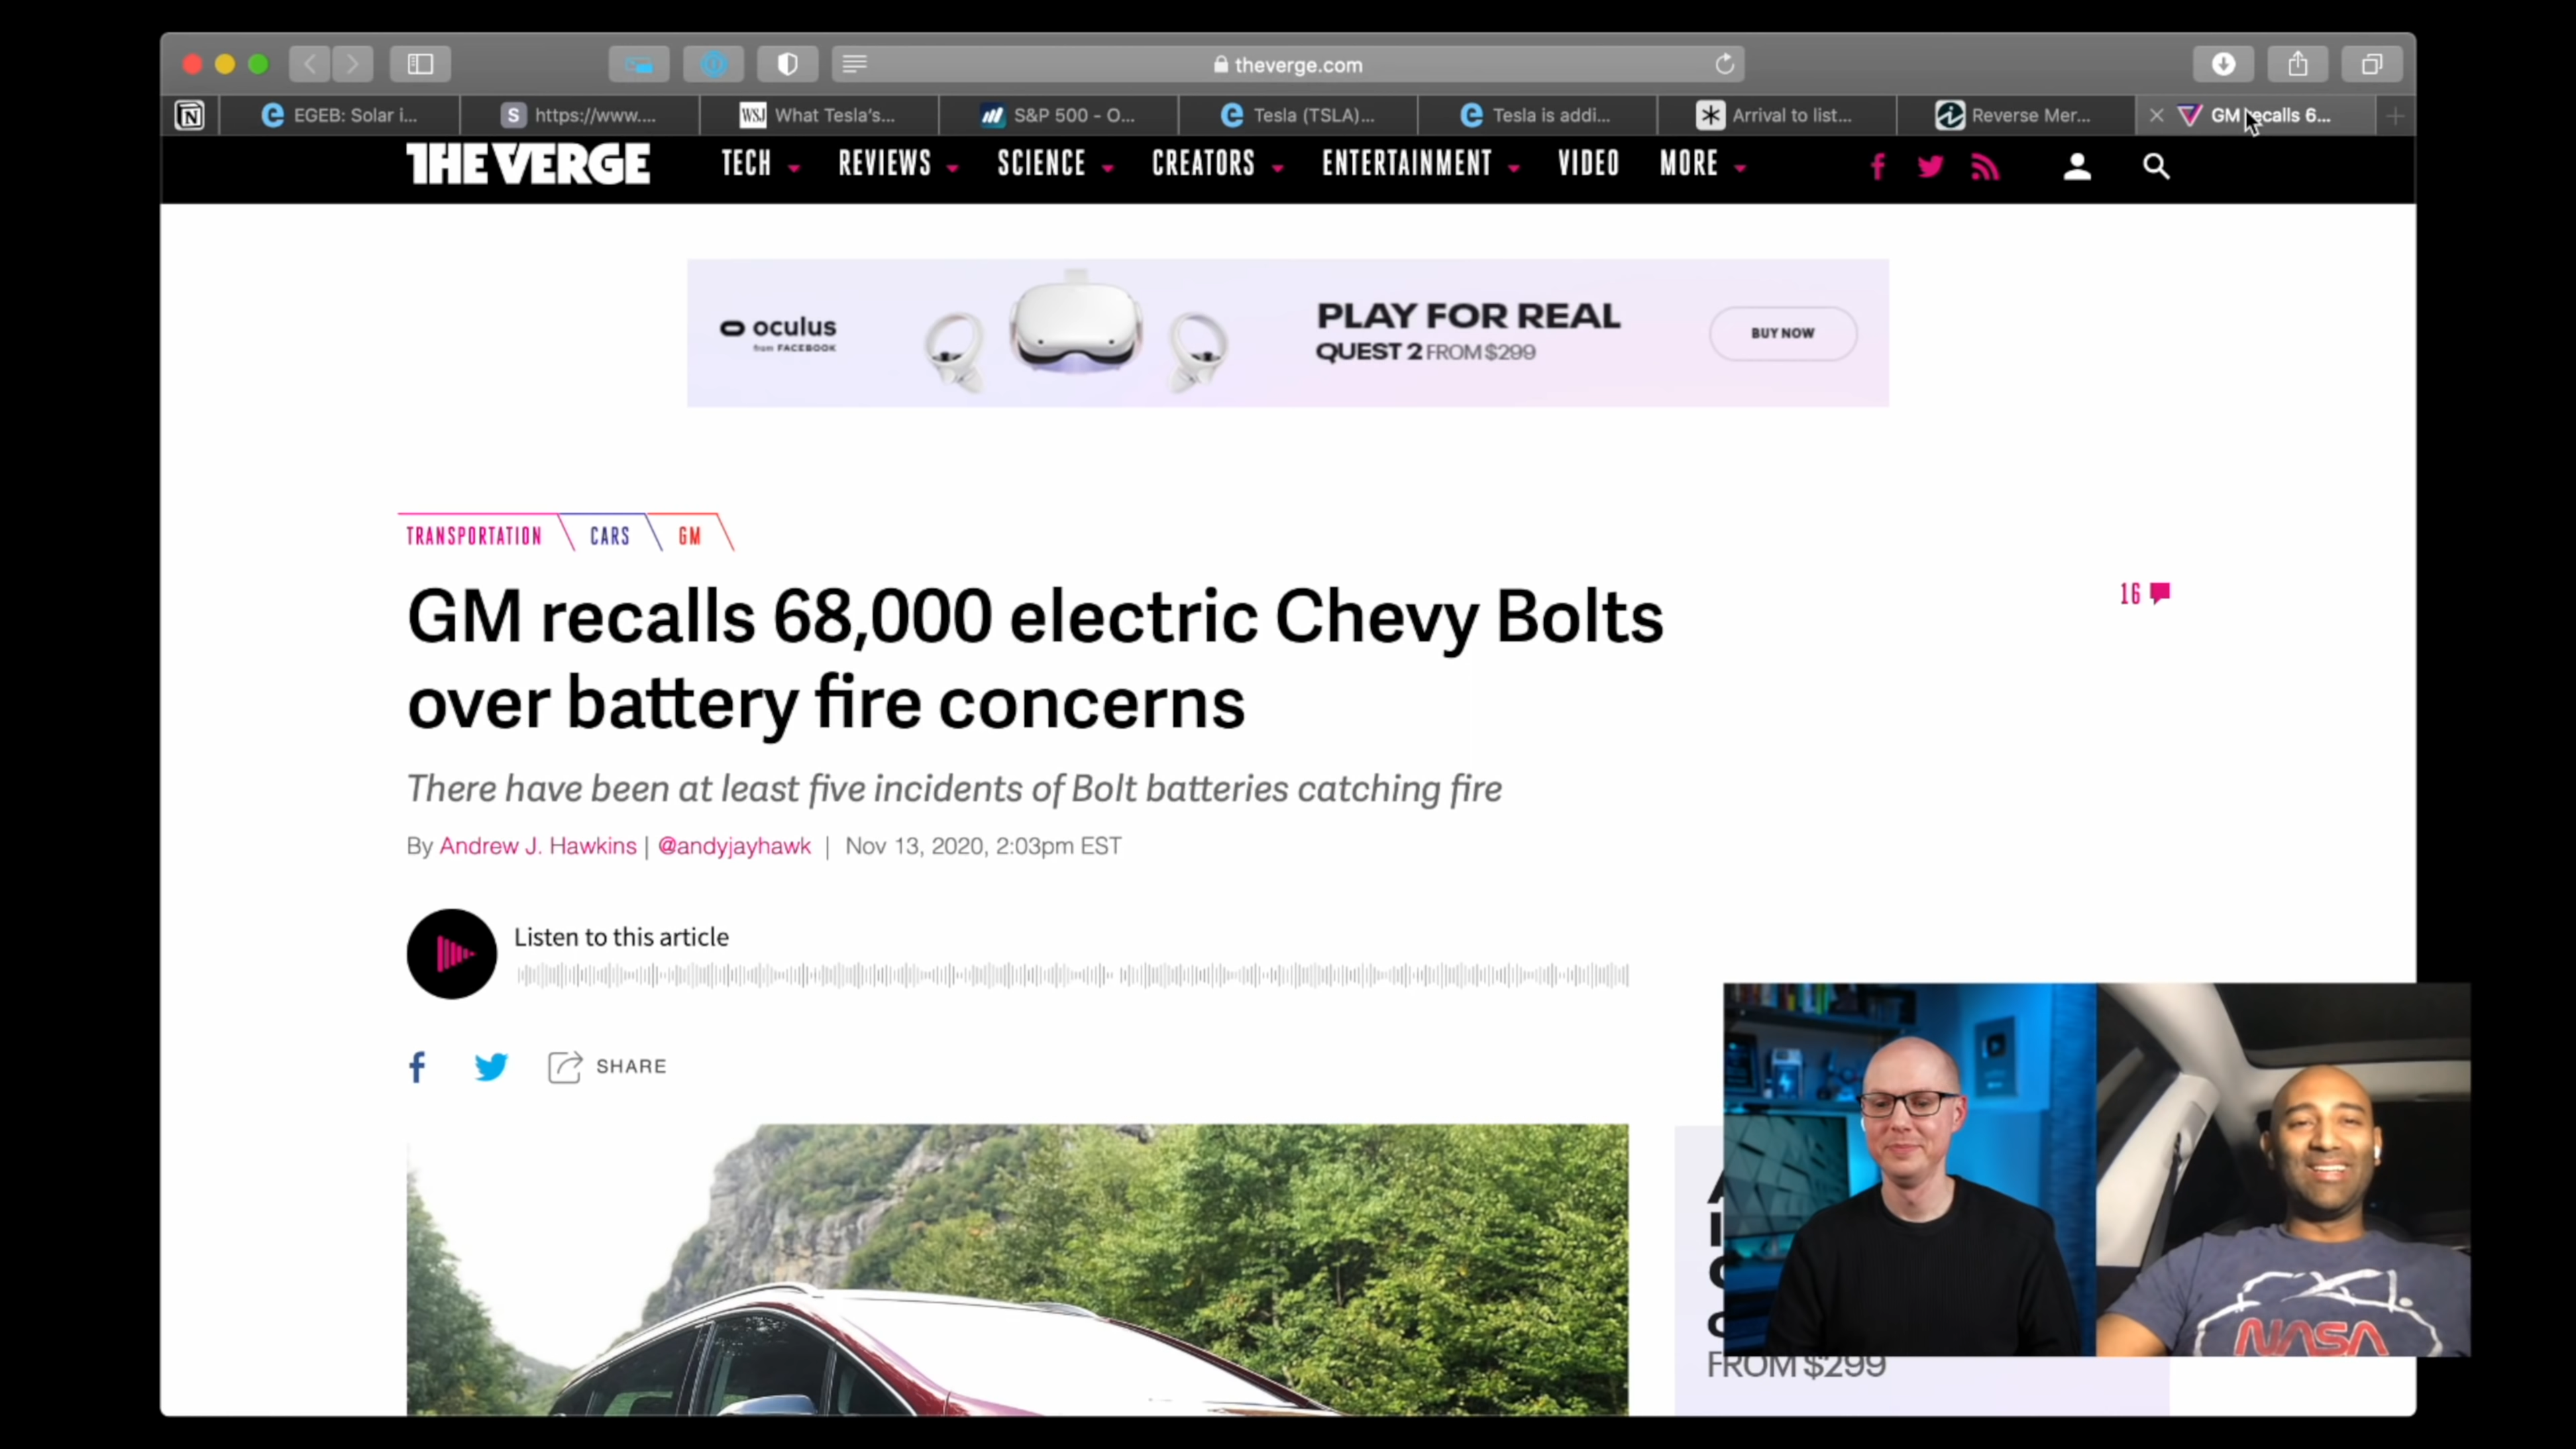 theverge.com
EGEB: Solar i...
S https://www....
WSJ What Tesla's...
S&P 500 - O...
Tesla (TSLA)...
Tesla is addi...
Arrival to list...
Reverse Mer...
GM recalls 6...
THE VERGE TECH REVIEWS SCIENCE CREATORS ENTERTAINMENT VIDEO MORE
oculus
from FACEBOOK
PLAY FOR REAL
QUEST 2 FROM $299
BUY NOW
TRANSPORTATION CARS GM
GM recalls 68,000 electric Chevy Bolts
over battery fire concerns
16
There have been at least five incidents of Bolt batteries catching fire
By Andrew J. Hawkins | @andyjayhawk | Nov 13, 2020, 2:03pm EST
Listen to this article
SHARE
NASA
FROM $299